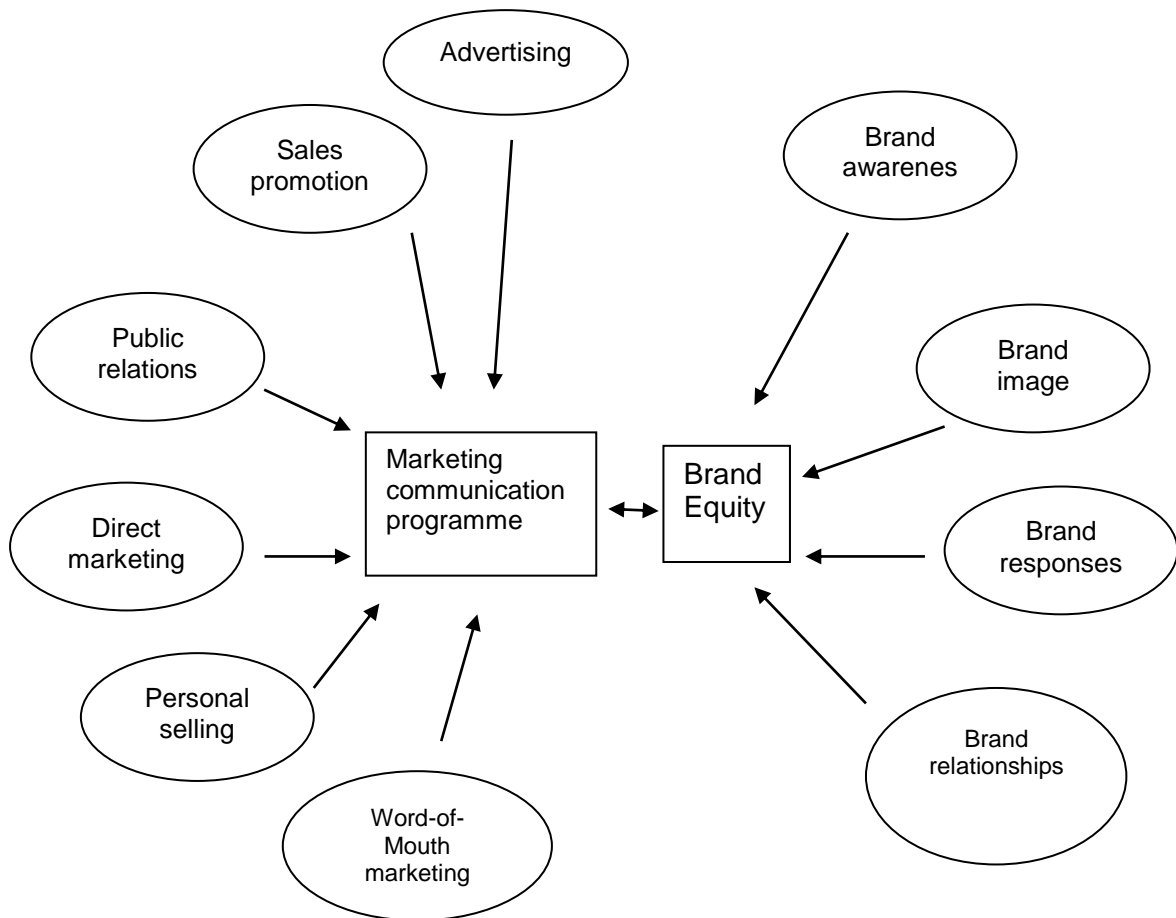 Advertising
Sales
promotion
Brand
awarenes
Public
relations
Brand
image
Marketing
communication
programme
Brand
Equity
Direct
marketing
Brand
responses
Personal
selling
Brand
relationships
Word-of-
Mouth
marketing